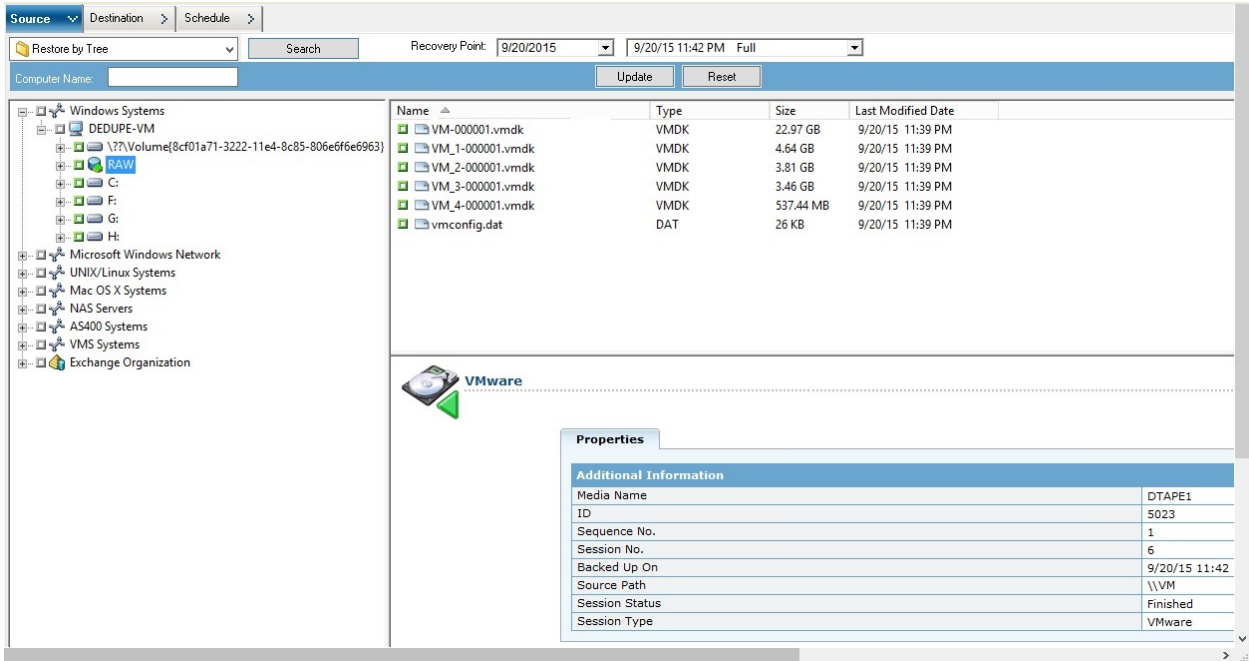 Source Destination Schedule
Restore by Tree Search Recovery Point: 9/20/2015 9/20/15 11:42 PM Full
Computer Name: Update Reset
Windows Systems
DEDUPE-VM
\??\Volume{8cf01a71-3222-11e4-8c85-806e6f6e6963}
RAW
C:
F:
G:
H:
Microsoft Windows Network
UNIX/Linux Systems
Mac OS X Systems
NAS Servers
AS400 Systems
VMS Systems
Exchange Organization
Name Type Size Last Modified Date
VM-000001.vmdk VMDK 22.97 GB 9/20/15 11:39 PM
VM_1-000001.vmdk VMDK 4.64 GB 9/20/15 11:39 PM
VM_2-000001.vmdk VMDK 3.81 GB 9/20/15 11:39 PM
VM_3-000001.vmdk VMDK 3.46 GB 9/20/15 11:39 PM
VM_4-000001.vmdk VMDK 537.44 MB 9/20/15 11:39 PM
vmconfig.dat DAT 26 KB 9/20/15 11:39 PM
VMware
Properties
Additional Information
Media Name DTAPE1
ID 5023
Sequence No. 1
Session No. 6
Backed Up On 9/20/15 11:42
Source Path \\VM
Session Status Finished
Session Type VMware